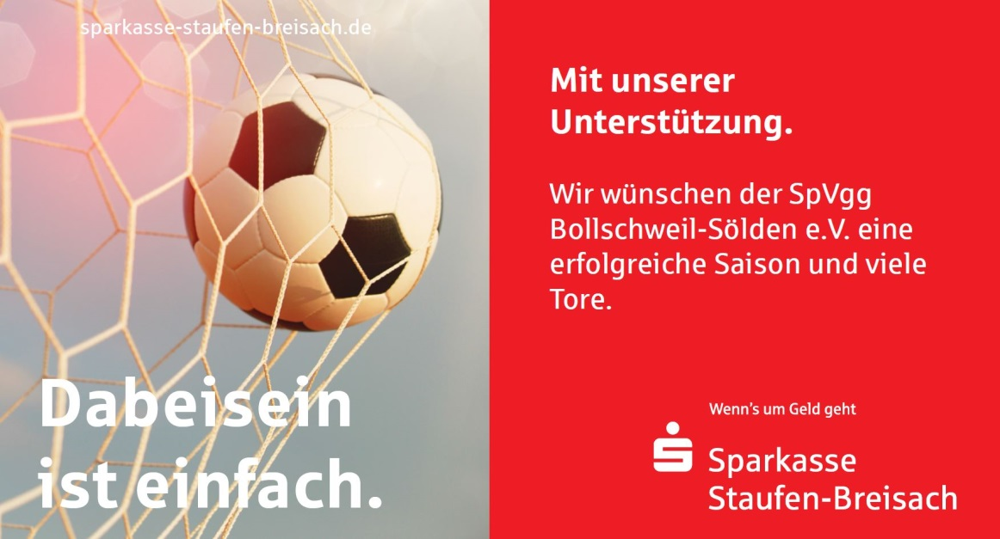 sparkasse-staufen-breisach.de
Dabeisein
ist einfach.
Mit unserer
Unterstützung.
Wir wünschen der SpVgg
Bollschweil-Sölden e.V. eine
erfolgreiche Saison und viele
Tore.
Wenn's um Geld geht
Sparkasse
Staufen-Breisach